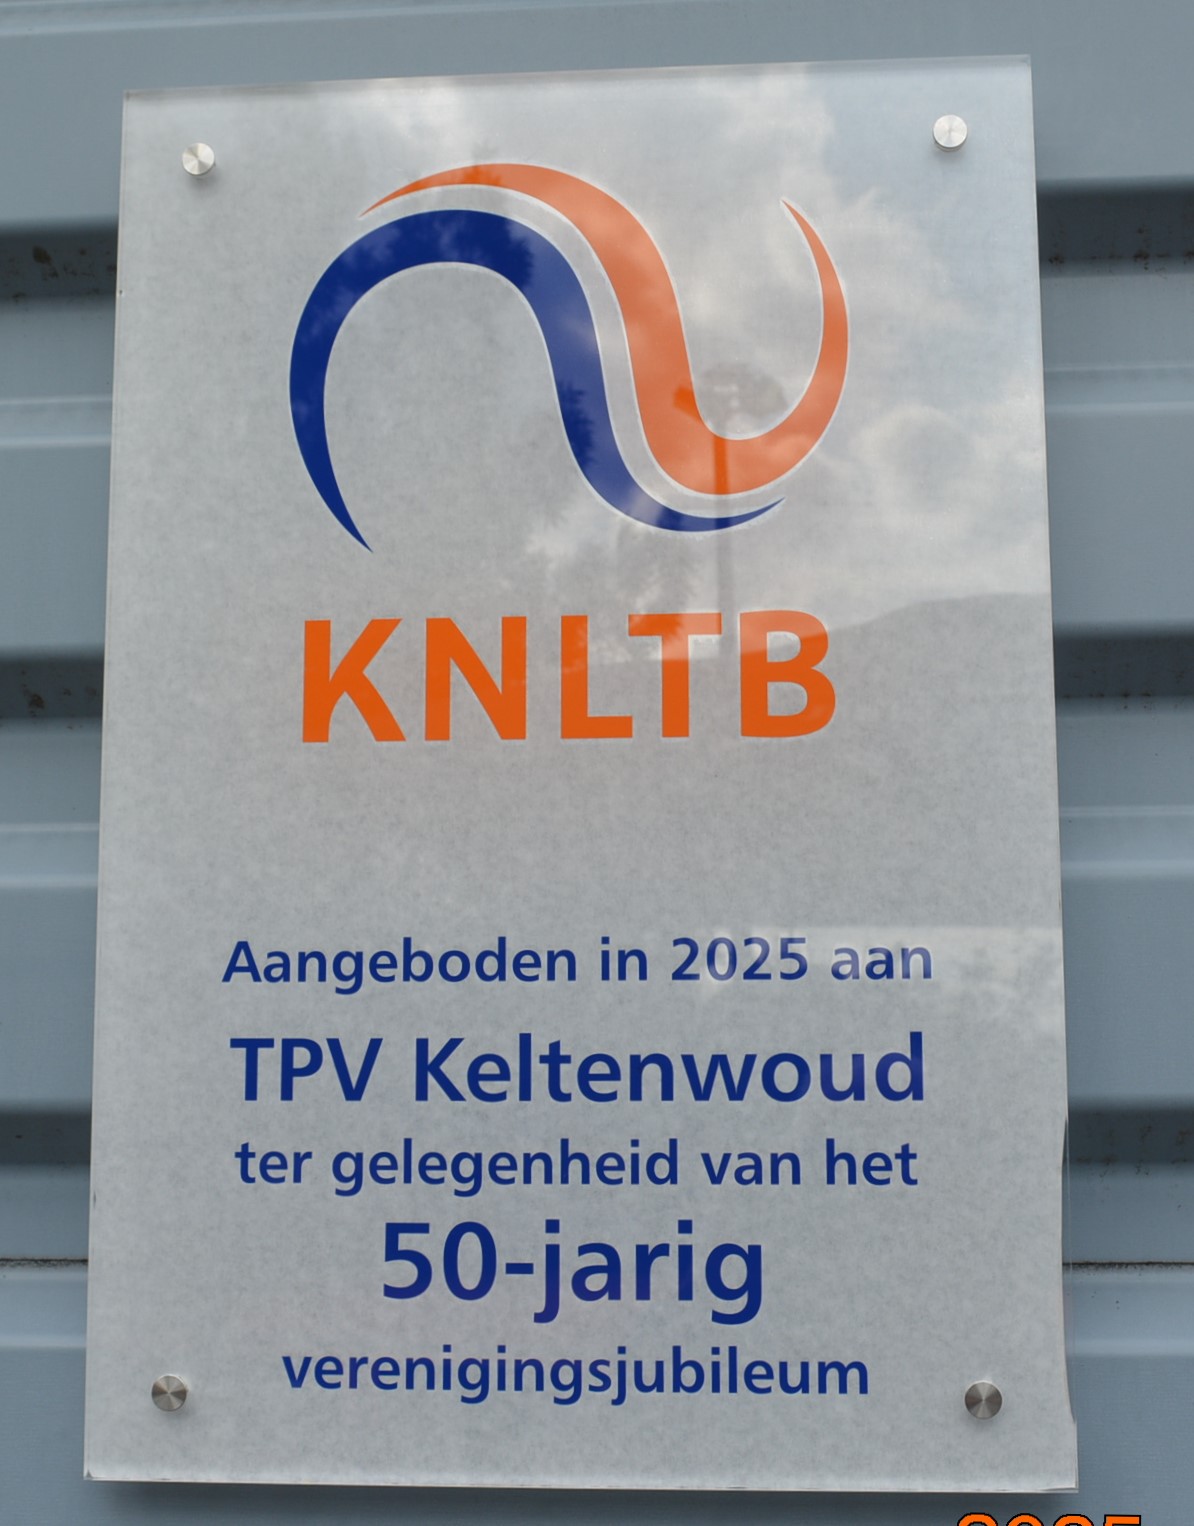 KNLTB
Aangeboden in 2025 aan
TPV Keltenwoud
ter gelegenheid van het
50-jarig
verenigingsjubileum